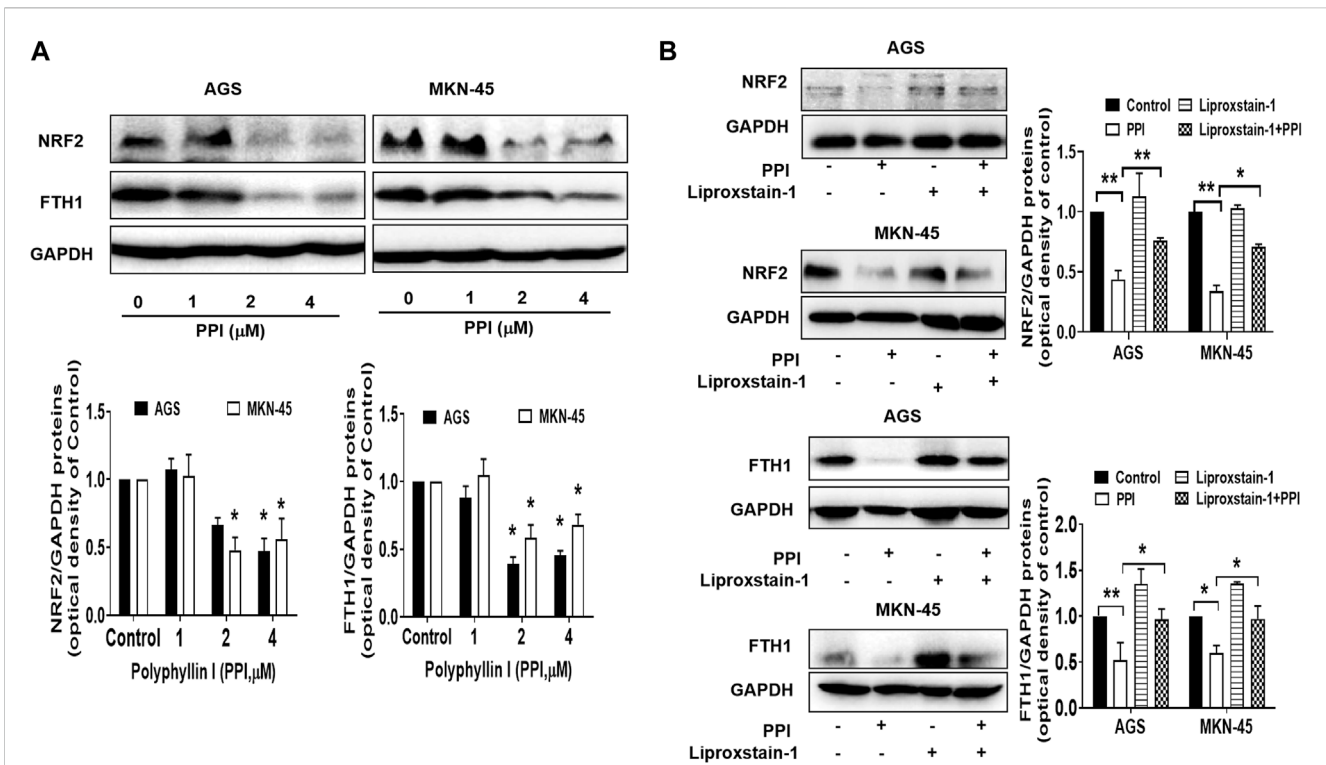 A
AGS MKN-45
NRF2
FTH1
GAPDH
0 1 2 4 0 1 2 4
PPI (μM) PPI (μM)
NRF2/GAPDH proteins
(optical density of Control)
1.5
1.0
0.5
0.0
AGS MKN-45
* * *
Control 1 2 4
Polyphyllin I (PPI,μM)
FTH1/GAPDH proteins
(optical density of Control)
1.5
1.0
0.5
0.0
AGS MKN-45
* * * *
Control 1 2 4
Polyphyllin I (PPI,μM)
B
AGS
NRF2
GAPDH
PPI - + - +
Liproxstain-1 - - + +
MKN-45
NRF2
GAPDH
PPI - + - +
Liproxstain-1 - - + +
NRF2/GAPDH proteins
(optical density of control)
Control Liproxstain-1
PPI Liproxstain-1+PPI
1.5
1.0
0.5
0.0
** ** ** *
AGS MKN-45
AGS
FTH1
GAPDH
PPI - + - +
Liproxstain-1 - - + +
MKN-45
FTH1
GAPDH
PPI - + - +
Liproxstain-1 - - + +
FTH1/GAPDH proteins
(optical density of control)
Control Liproxstain-1
PPI Liproxstain-1+PPI
2.0
1.5
1.0
0.5
0.0
** * * *
AGS MKN-45